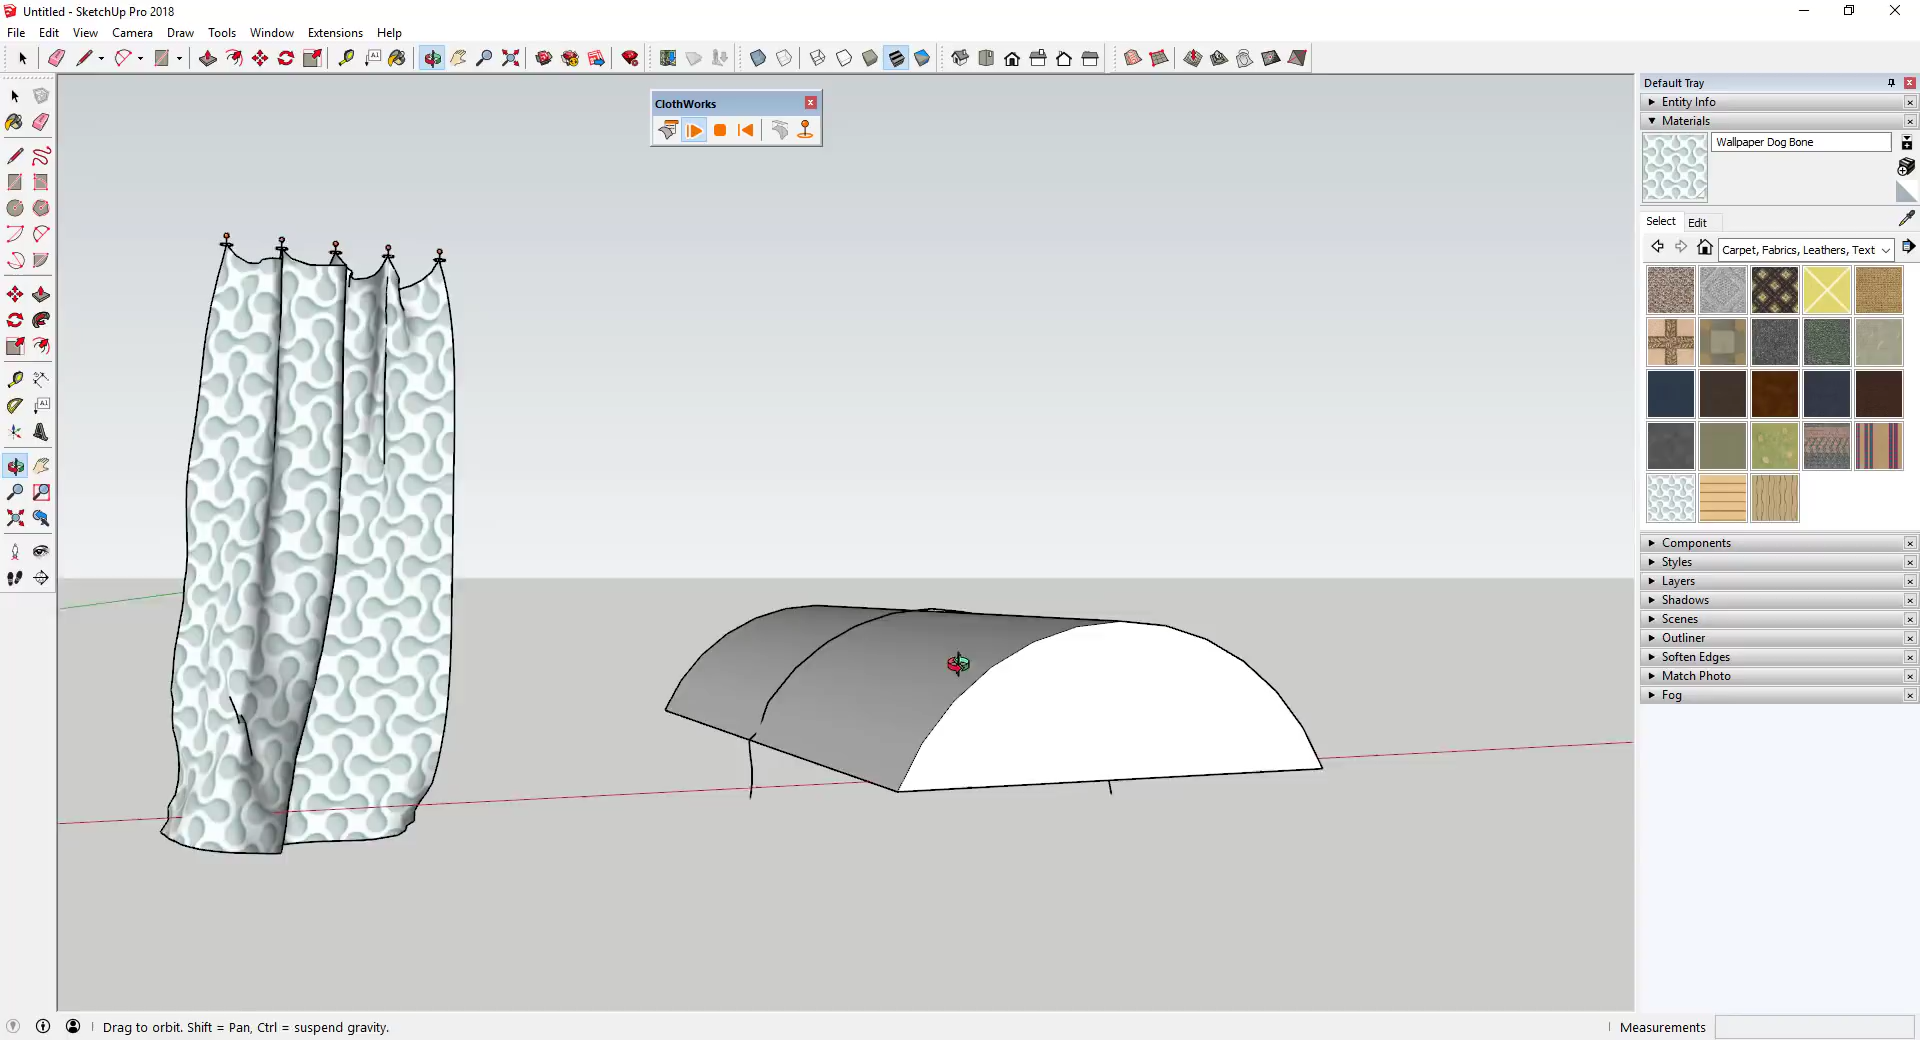 Untitled - SketchUp Pro 2018
File Edit View Camera Draw Tools Window Extensions Help
ClothWorks
Default Tray
Entity Info
Materials
Wallpaper Dog Bone
Select Edit
Carpet, Fabrics, Leathers, Text
Components
Styles
Layers
Shadows
Scenes
Outliner
Soften Edges
Match Photo
Fog
Drag to orbit. Shift = Pan, Ctrl = suspend gravity.
Measurements